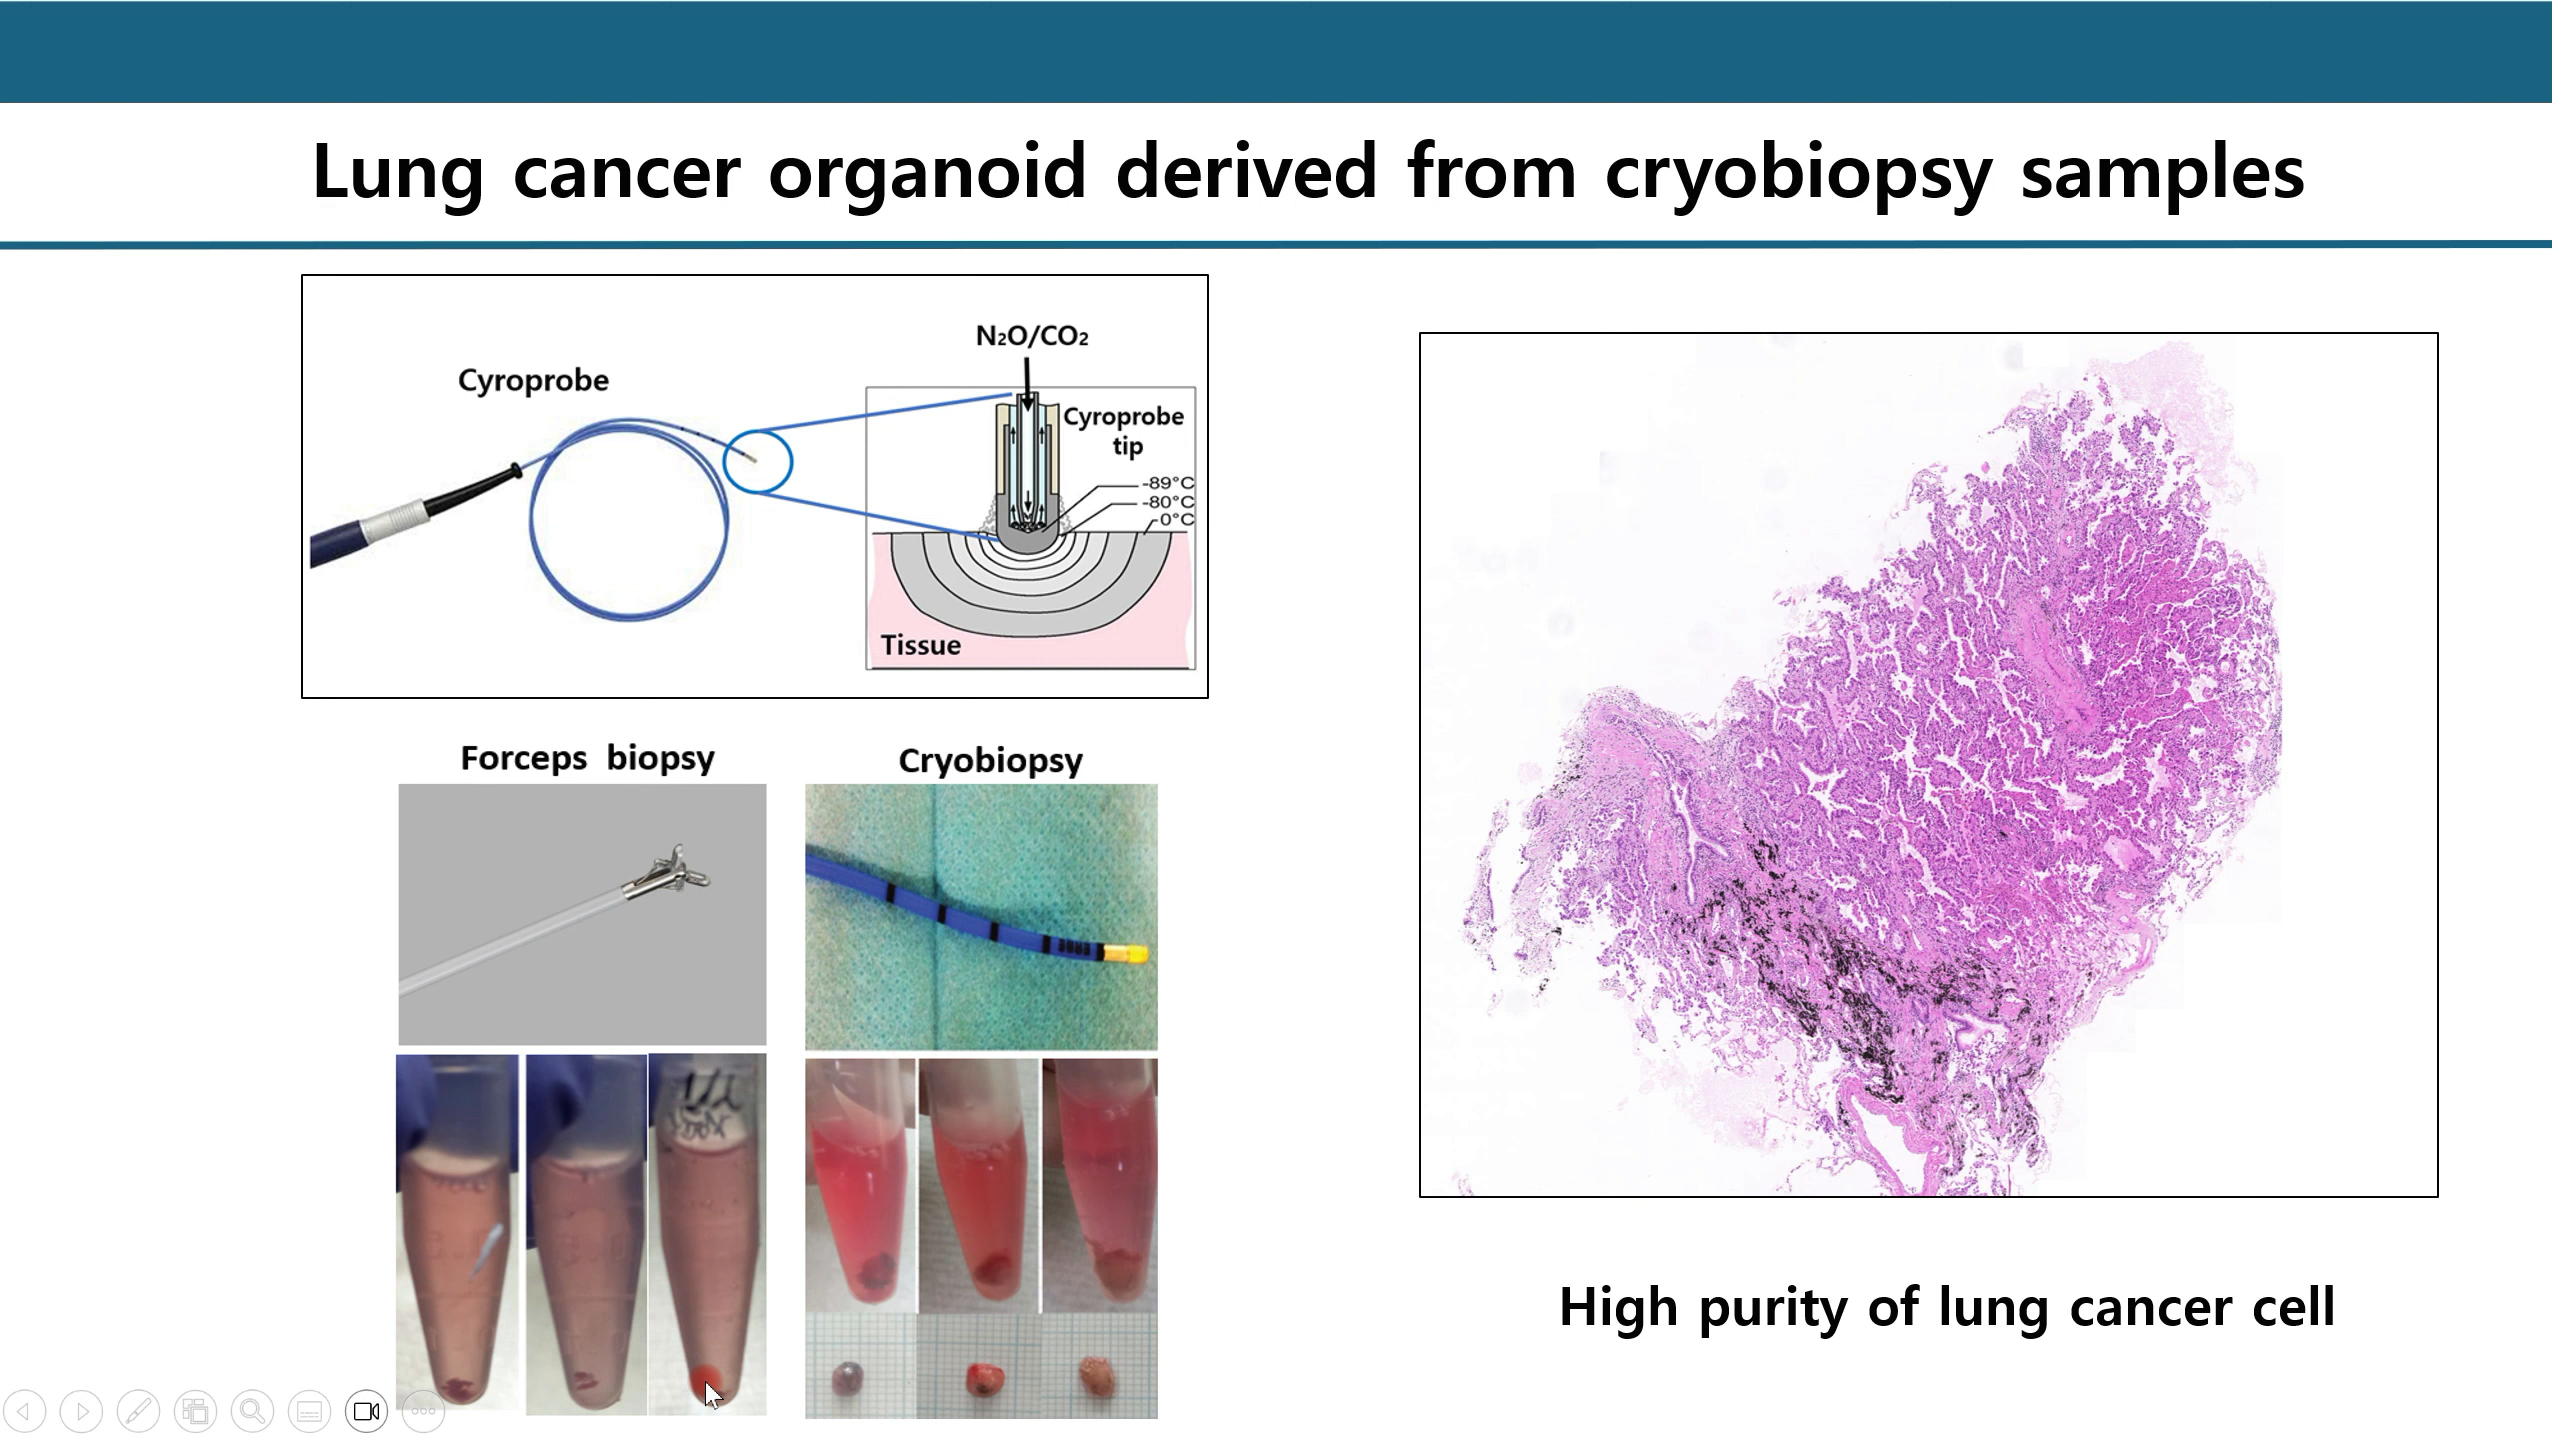 Lung cancer organoid derived from cryobiopsy samples
N₂O/CO₂
Cyroprobe
Cyroprobe
tip
-89°C
-80°C
0°C
Tissue
Forceps biopsy
Cryobiopsy
High purity of lung cancer cell